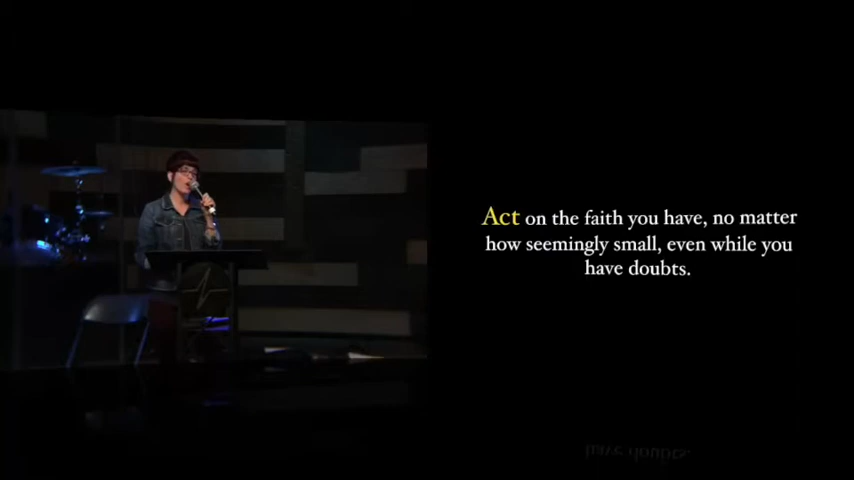 Act on the faith you have, no matter
how seemingly small, even while you
have doubts.